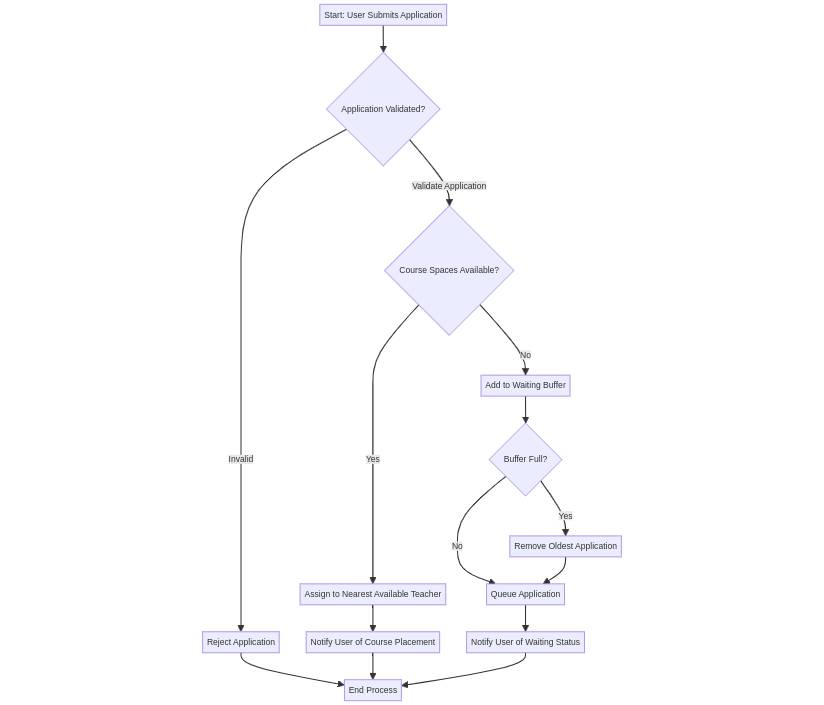 Start: User Submits Application
Application Validated?
Validate Application
Course Spaces Available?
No
Add to Waiting Buffer
Invalid
Yes
Buffer Full?
Yes
No
Remove Oldest Application
Assign to Nearest Available Teacher
Queue Application
Reject Application
Notify User of Course Placement
Notify User of Waiting Status
End Process